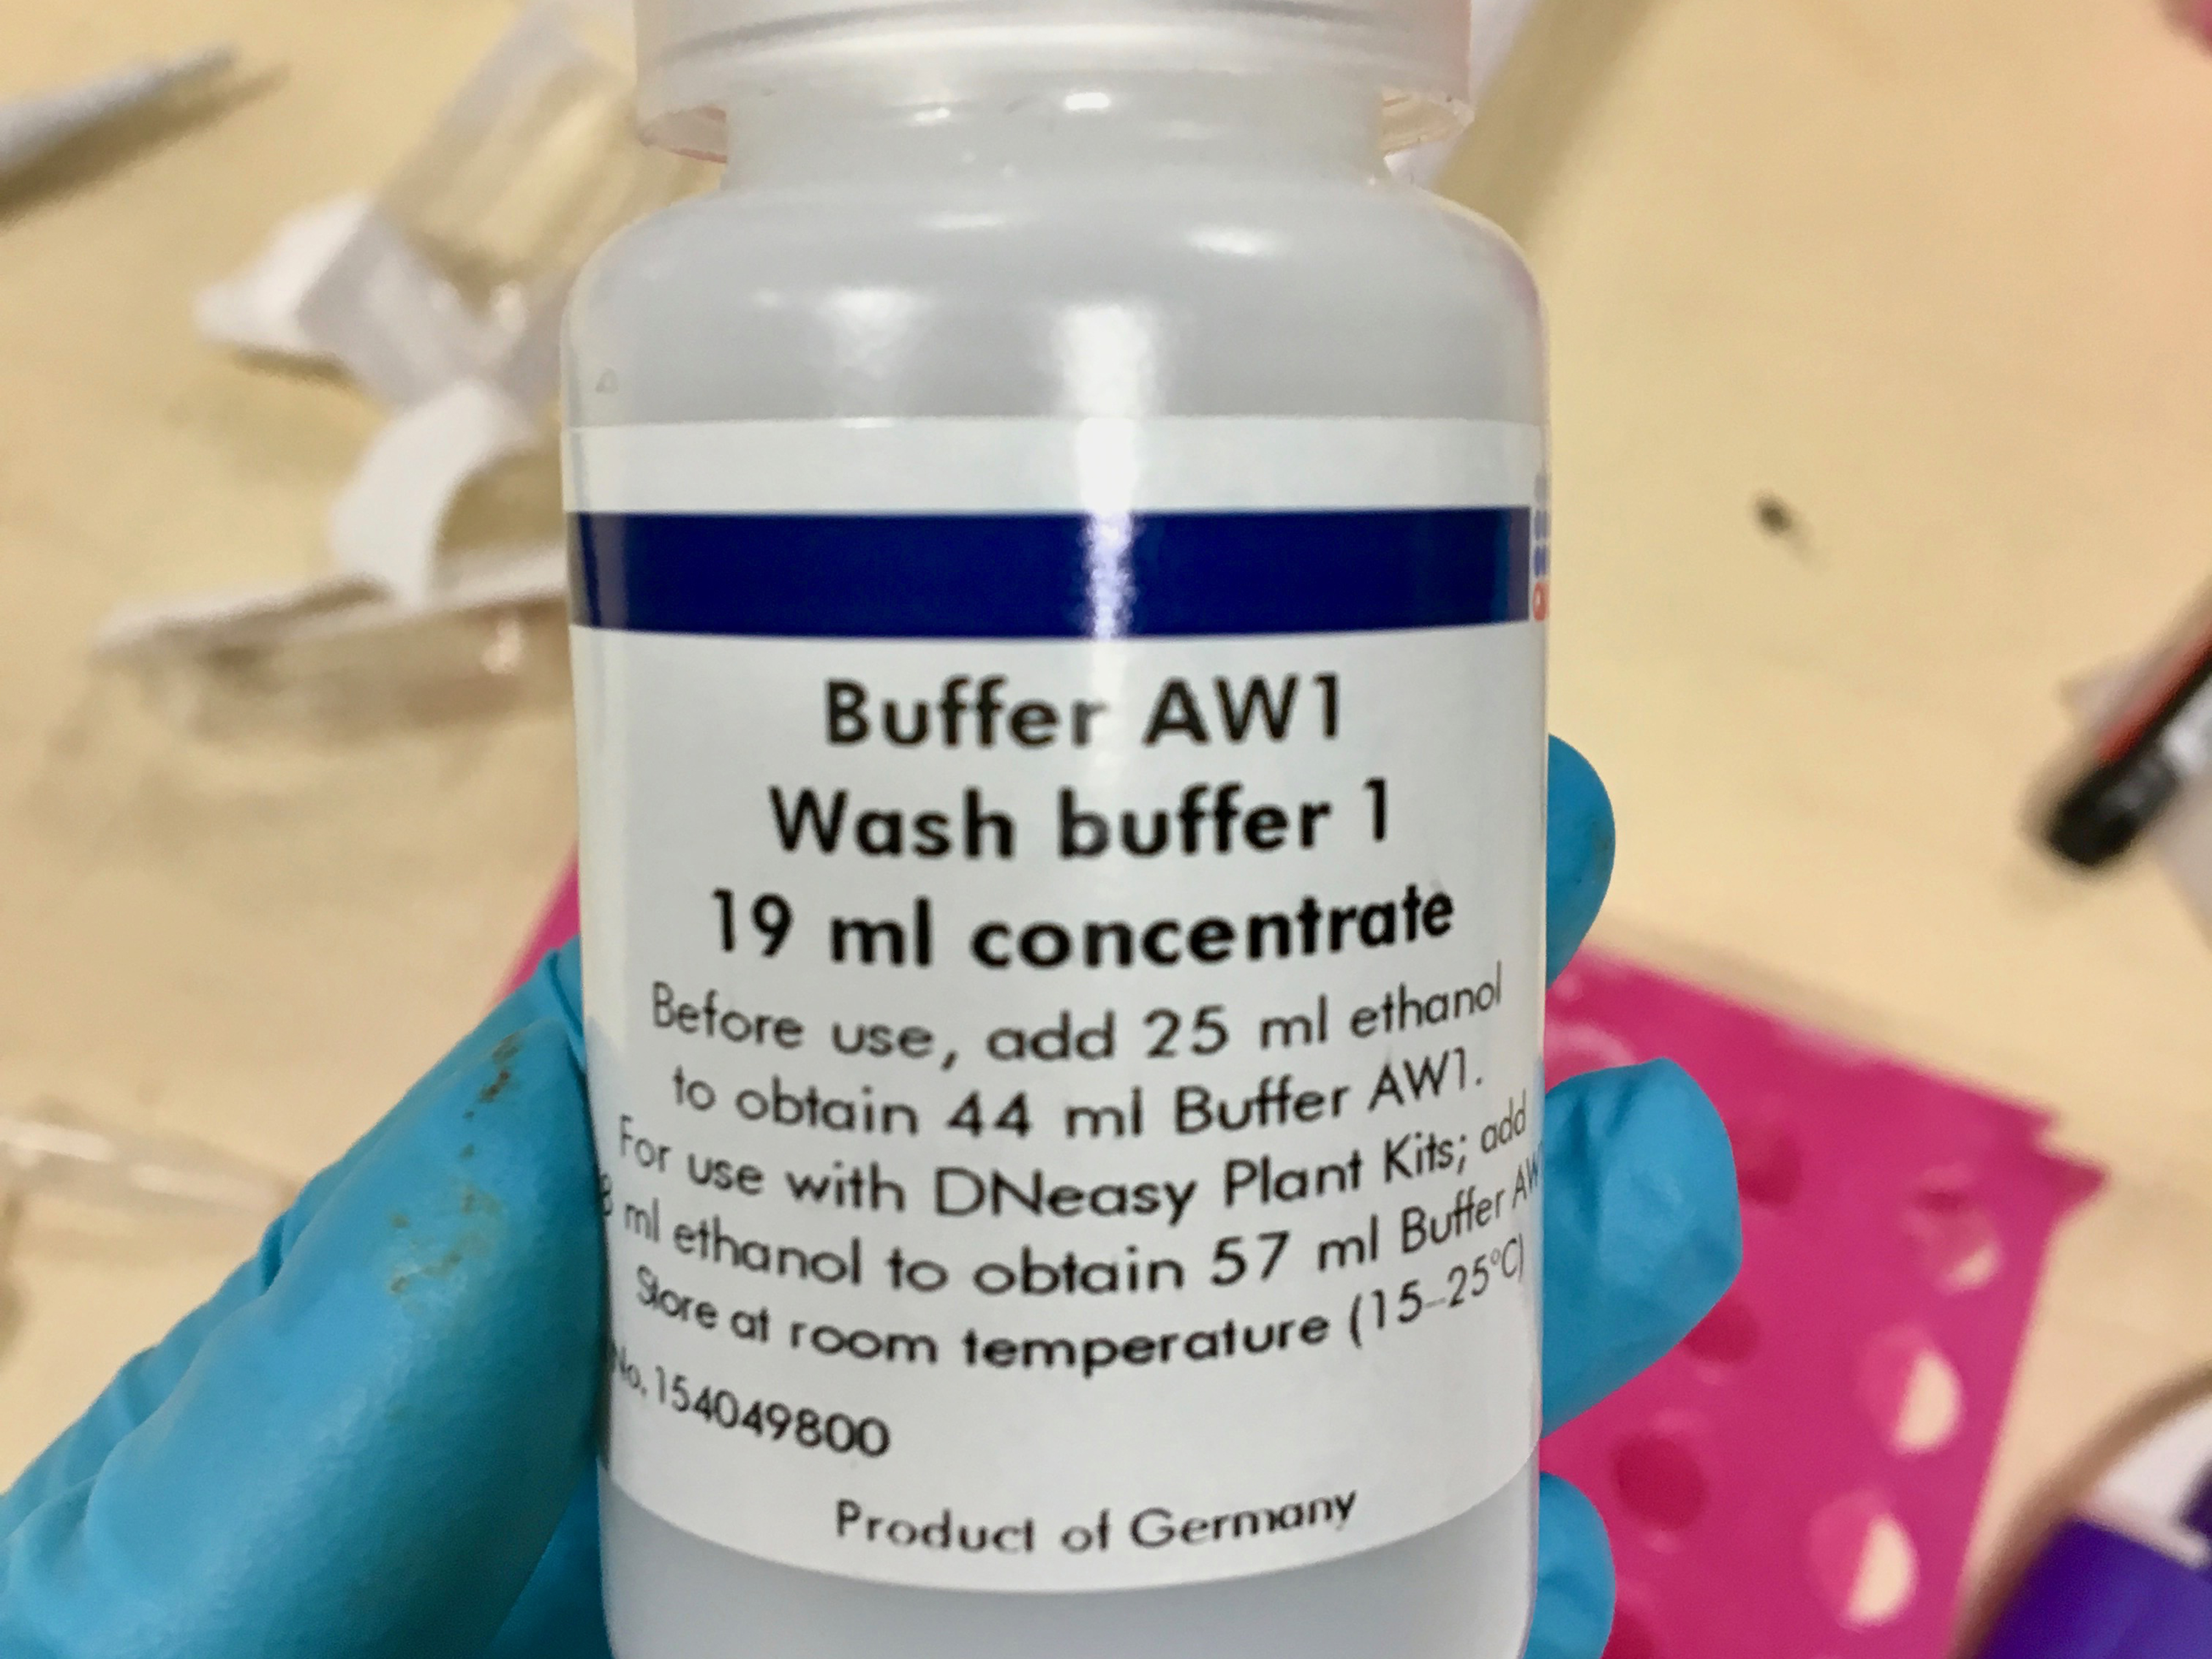 Buffer AW1
Wash buffer 1
19 ml concentrate
Before use, add 25 ml ethanol
to obtain 44 ml Buffer AW1.
For use with DNeasy Plant Kits; add
ml ethanol to obtain 57 ml Buffer
Store at room temperature (15–25°C)
No. 154049800
Product of Germany